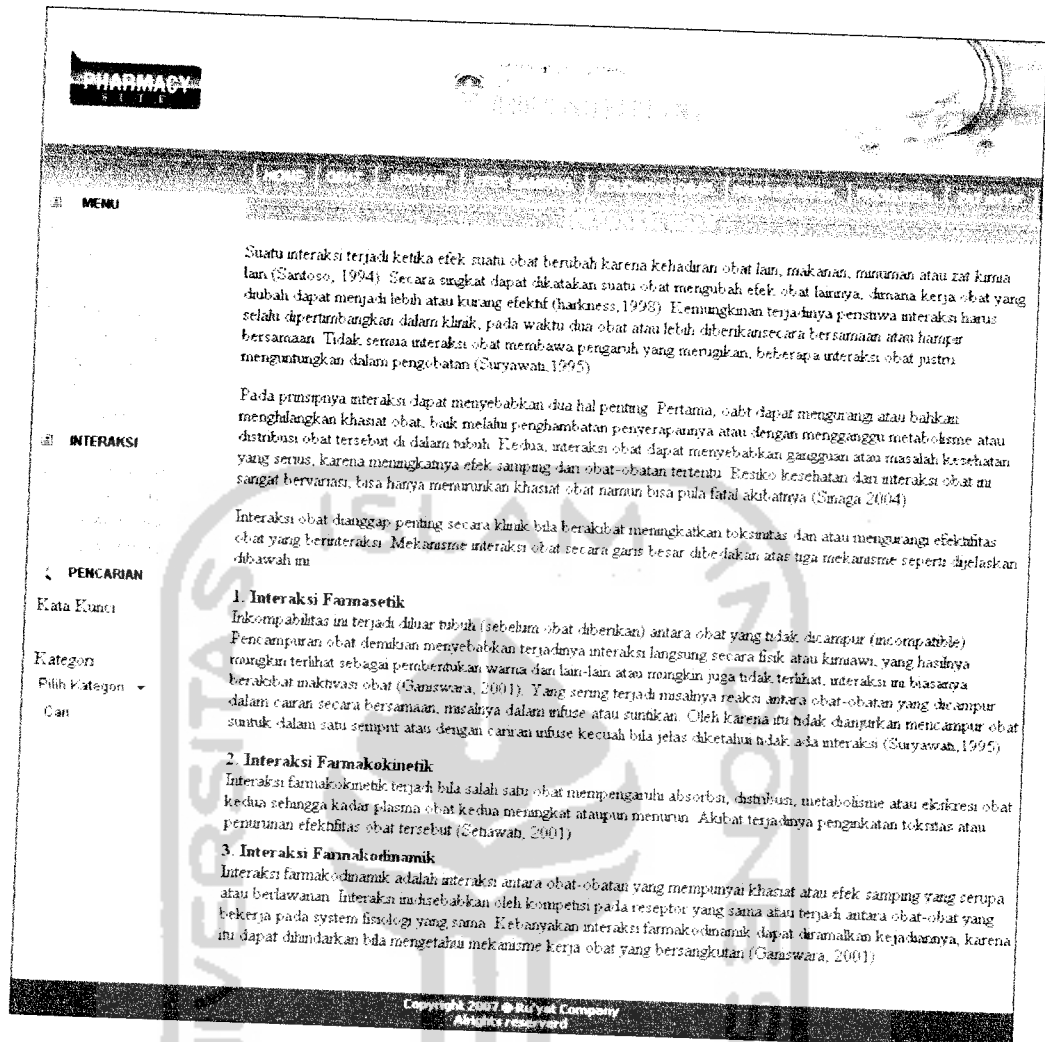 PHARMACY
SITE
HOME
MENU
Suatu interaksi terjadi ketika efek suatu obat berubah karena kehadiran obat lain, makanan, minuman atau zat kimia
lain (Santoso, 1994). Secara singkat dapat dikatakan suatu obat mengubah efek obat lainnya, dimana kerja obat yang
diubah dapat menjadi lebih atau kurang efektif (harkness,1998). Kemungkinan terjadinya peristiwa interaksi harus
selalu dipertimbangkan dalam klinik, pada waktu dua obat atau lebih diberikansecara bersamaan atau hampir
bersamaan. Tidak semua interaksi obat membawa pengaruh yang merugikan, beberapa interaksi obat justru
menguntungkan dalam pengobatan (Suryawati,1995)
Pada prinsipnya interaksi dapat menyebabkan dua hal penting. Pertama, oabt dapat mengurangi atau bahkan
menghilangkan khasiat obat, baik melalui penghambatan penyerapannya atau dengan mengganggu metabolisme atau
distribusi obat tersebut di dalam tubuh. Kedua, interaksi obat dapat menyebabkan gangguan atau masalah kesehatan
yang serius, karena meningkatnya efek samping dari obat-obatan tertentu. Resiko kesehatan dari interaksi obat ini
sangat bervariasi, bisa hanya menurunkan khasiat obat namun bisa pula fatal akibatnya (Sinaga 2004)
INTERAKSI
Interaksi obat dianggap penting secara klinik bila berakibat meningkatkan toksinitas dan atau mengurangi efektifitas
obat yang berinteraksi. Mekanisme interaksi obat secara garis besar dibedakan atas tiga mekanisme seperti dijelaskan
dibawah ini
PENCARIAN
Kata Kunci
Kategori
Pilih Kategori
Cari
1. Interaksi Farmasetik
Inkompabilitas ini terjadi diluar tubuh (sebelum obat diberikan) antara obat yang tidak dicampur (incompatible)
Pencampuran obat demikian menyebabkan terjadinya interaksi langsung secara fisik atau kimiawi, yang hasilnya
mungkin terlihat sebagai pembentukan warna dan lain-lain atau mungkin juga tidak terlihat, interaksi ini biasanya
berakibat inaktivasi obat (Ganiswara, 2001). Yang sering terjadi misalnya reaksi antara obat-obatan yang dicampur
dalam cairan secara bersamaan, misalnya dalam infuse atau suntikan. Oleh karena itu tidak dianjurkan mencampur obat
suntuk dalam satu semprit atau dengan cariran infuse kecuali bila jelas diketahui tidak ada interaksi (Suryawati,1995)
2. Interaksi Farmakokinetik
Interaksi farmakokinetik terjadi bila salah satu obat mempengaruhi absorbsi, distribusi, metabolisme atau ekskresi obat
kedua sehingga kadar plasma obat kedua meningkat ataupun menurun. Akibat terjadinya penginkatan toksitas atau
penurunan efektifitas obat tersebut (Setiawati, 2001)
3. Interaksi Farmakodinamik
Interaksi farmakodinamik adalah interaksi antara obat-obatan yang mempunyai khasiat atau efek samping yang serupa
atau berlawanan. Interaksi inidisebabkan oleh kompetisi pada reseptor yang sama atau terjadi antara obat-obat yang
bekerja pada system fisiologi yang sama. Kebanyakan interaksi farmakodinamik dapat diramalkan kejadiannya, karena
itu dapat dihindarkan bila mengetahui mekanisme kerja obat yang bersangkutan (Ganiswara, 2001)
Copyright 2007 @ Company
reserverd
ISLAM